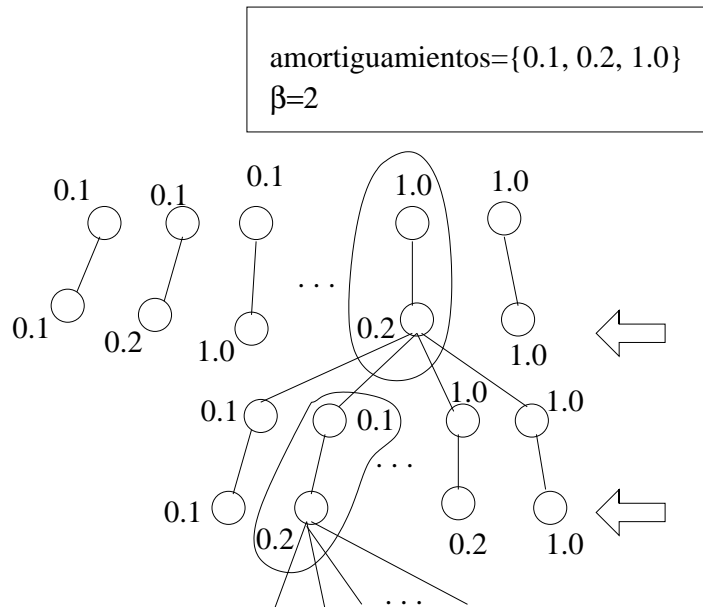 amortiguamientos={0.1, 0.2, 1.0}
β=2
0.1 0.1 0.1 1.0 1.0
. . .
0.1 0.2 1.0 0.2 1.0
0.1 0.1 1.0 1.0
. . .
0.1 0.2 0.2 1.0
. . .